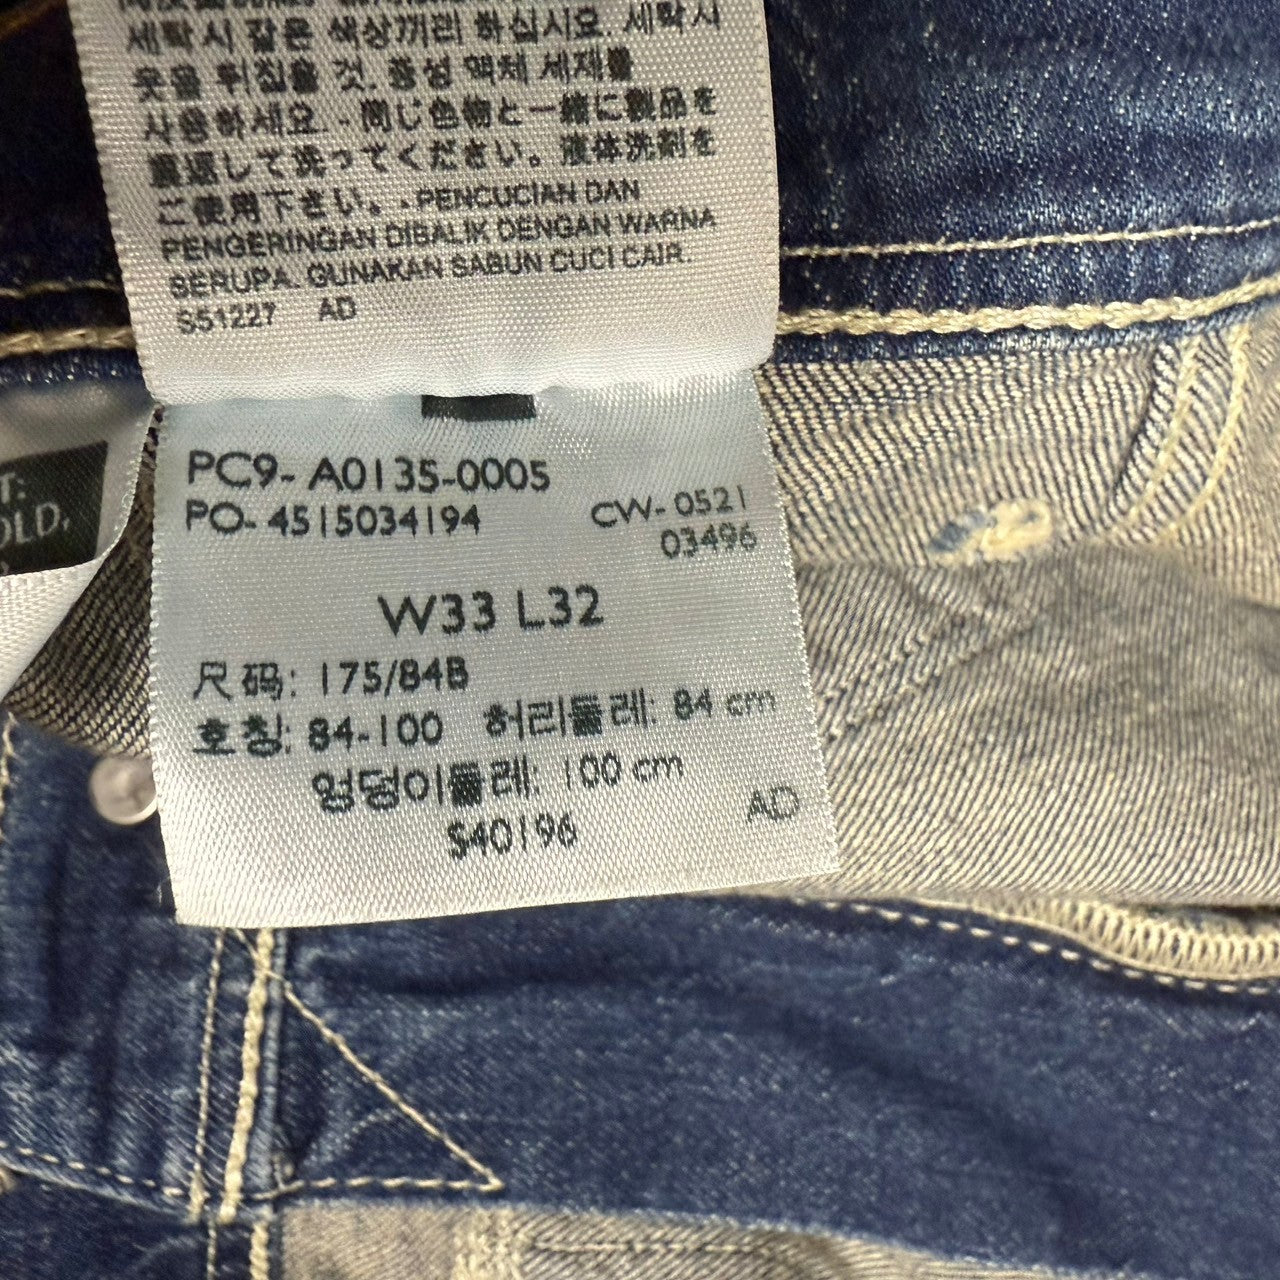 세탁시 같은 색상끼리 하십시오. 세탁시
옷을 뒤집을 것. 중성 액체 세제를
사용하세요. - 同じ色物と一緒に製品を
裏返して洗ってください。液体洗剤を
ご使用下さい。- PENCUCIAN DAN
PENGERINGAN DIBALIK DENGAN WARNA
SERUPA. GUNAKAN SABUN CUCI CAIR.
S51227 AD
T:
OLD,
PC9- A0135-0005
PO- 4515034194
CW- 0521
03496
W33 L32
尺码: 175/84B
호칭: 84-100 허리둘레: 84 cm
엉덩이둘레: 100 cm
S40196
AD